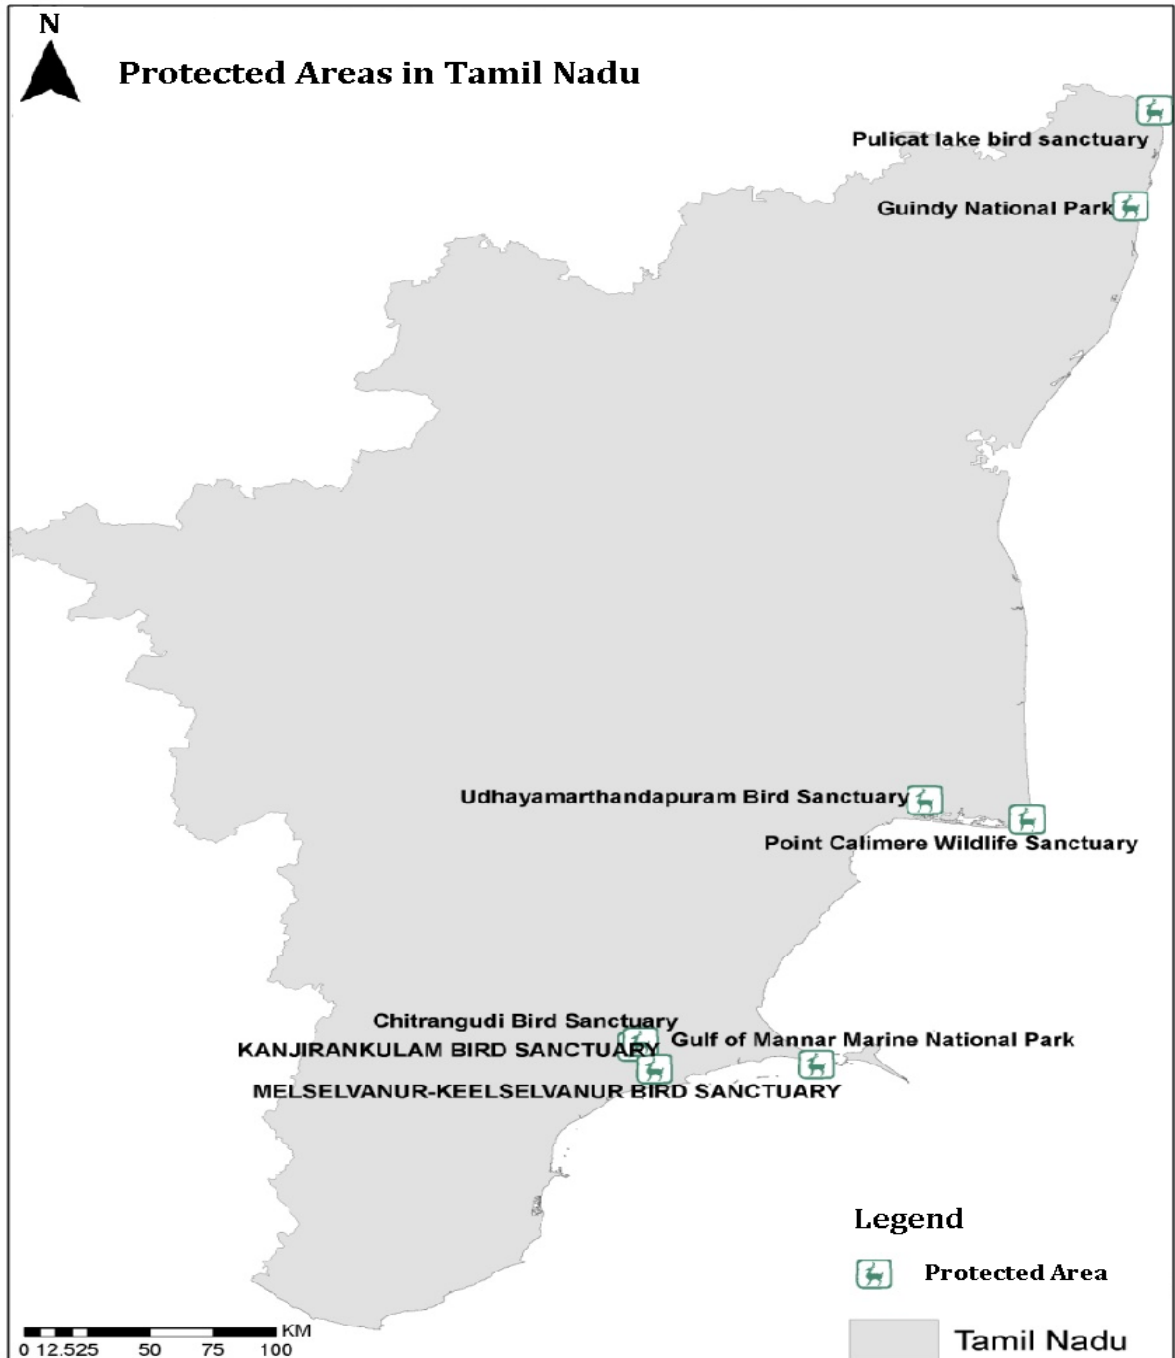 N
Protected Areas in Tamil Nadu
Pulicat lake bird sanctuary
Guindy National Park
Udhayamarthandapuram Bird Sanctuary
Point Calimere Wildlife Sanctuary
Chitrangudi Bird Sanctuary
Gulf of Mannar Marine National Park
KANJIRANKULAM BIRD SANCTUARY
MELSELVANUR-KEELSELVANUR BIRD SANCTUARY
Legend
Protected Area
Tamil Nadu
KM
0 12.525 50 75 100